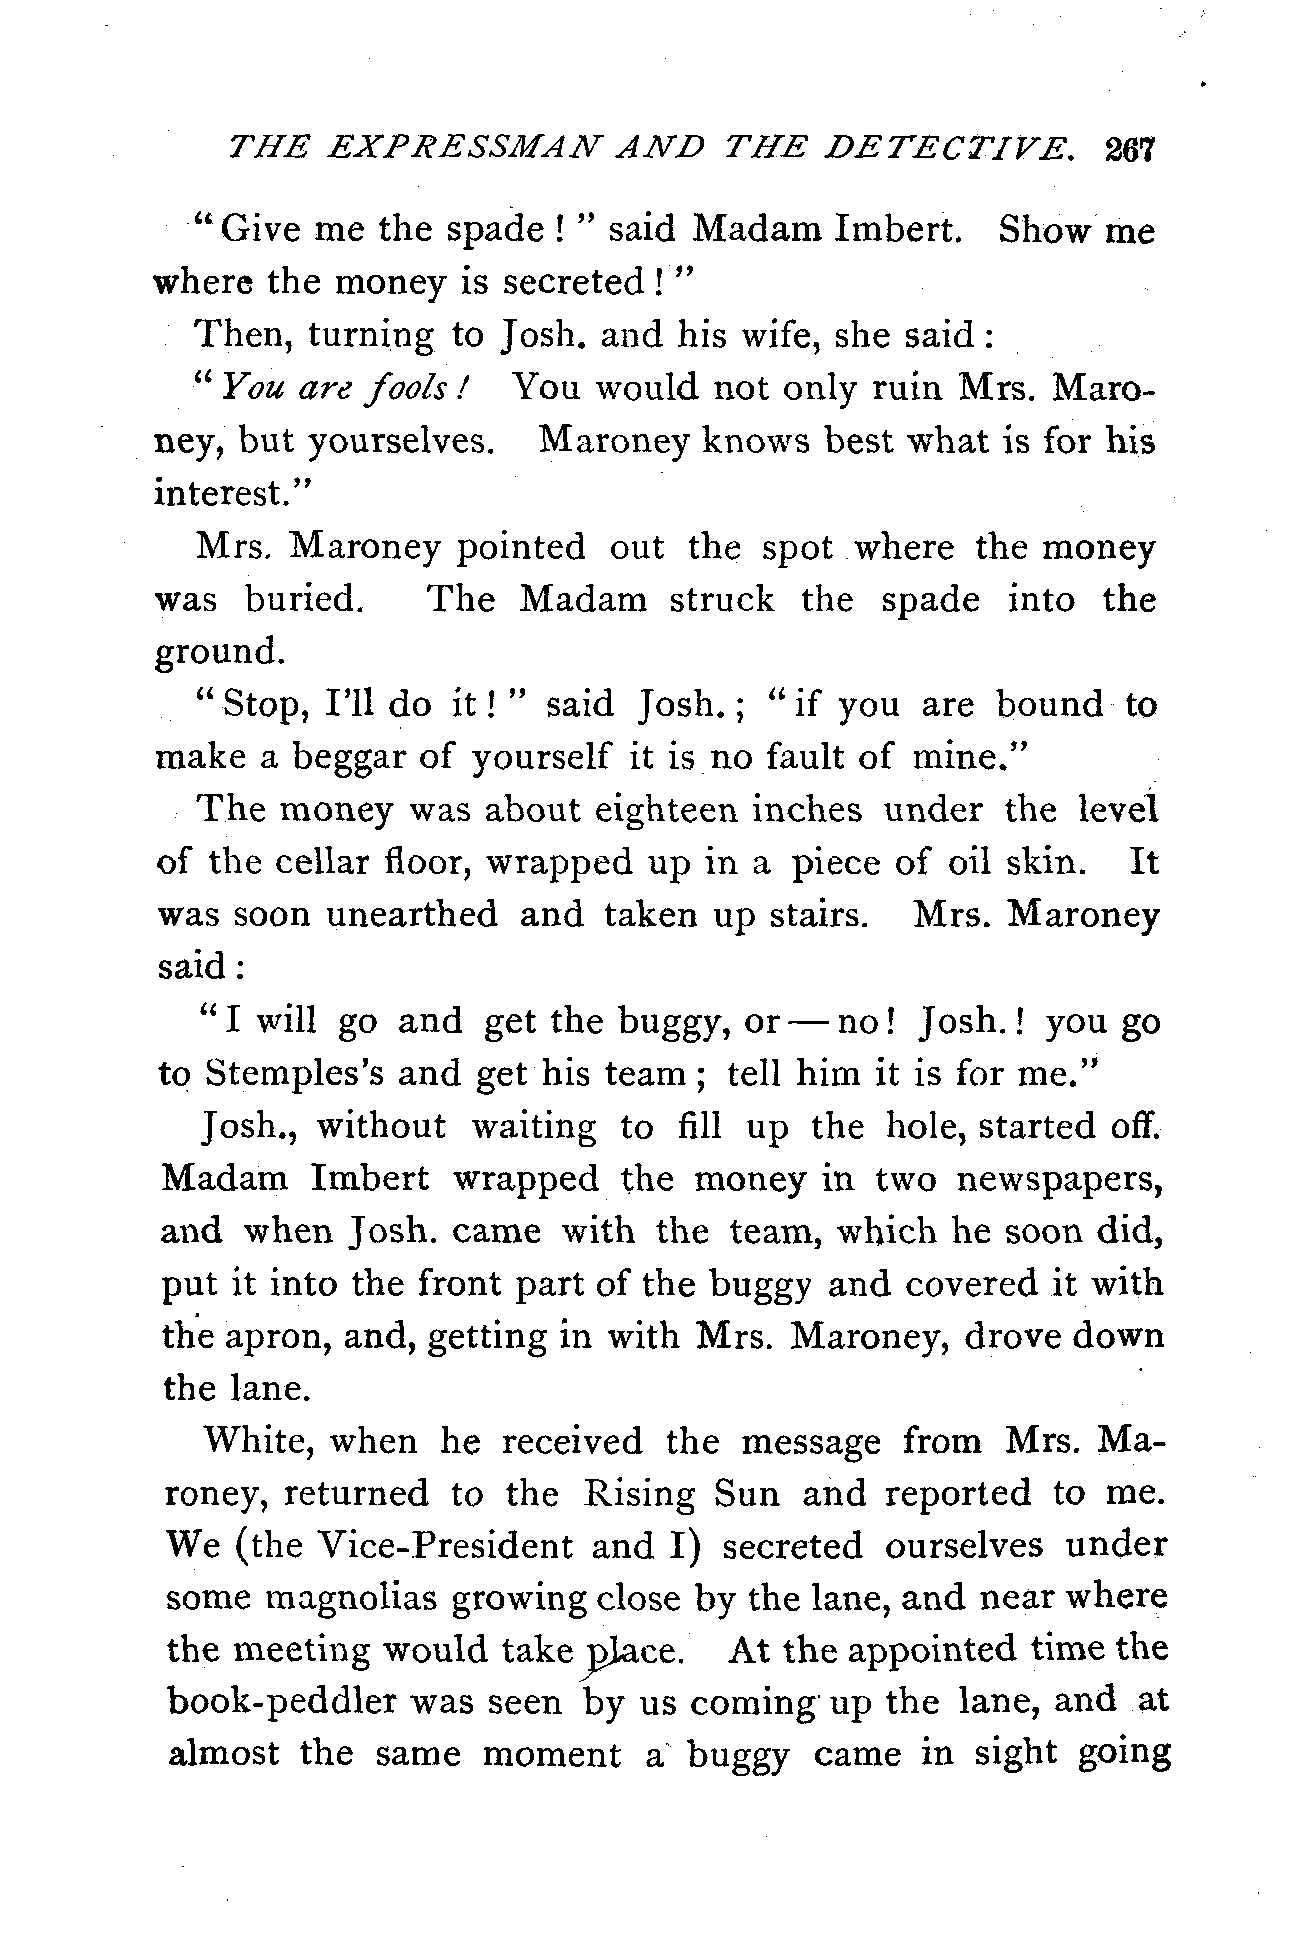 THE EXPRESSMAN AND THE DETECTIVE. 267
“Give me the spade!” said Madam Imbert. Show me
where the money is secreted!”
Then, turning to Josh. and his wife, she said:
“You are fools! You would not only ruin Mrs. Maro-
ney, but yourselves. Maroney knows best what is for his
interest.”
Mrs. Maroney pointed out the spot where the money
was buried. The Madam struck the spade into the
ground.
“Stop, I’ll do it!” said Josh.; “if you are bound to
make a beggar of yourself it is no fault of mine.”
The money was about eighteen inches under the level
of the cellar floor, wrapped up in a piece of oil skin. It
was soon unearthed and taken up stairs. Mrs. Maroney
said:
“I will go and get the buggy, or—no! Josh.! you go
to Stemples’s and get his team; tell him it is for me.”
Josh., without waiting to fill up the hole, started off.
Madam Imbert wrapped the money in two newspapers,
and when Josh. came with the team, which he soon did,
put it into the front part of the buggy and covered it with
the apron, and, getting in with Mrs. Maroney, drove down
the lane.
White, when he received the message from Mrs. Ma-
roney, returned to the Rising Sun and reported to me.
We (the Vice-President and I) secreted ourselves under
some magnolias growing close by the lane, and near where
the meeting would take place. At the appointed time the
book-peddler was seen by us coming up the lane, and at
almost the same moment a buggy came in sight going